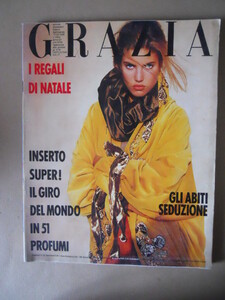 GRAZIA
I REGALI
DI NATALE
INSERTO
SUPER!
IL GIRO
DEL MONDO
IN 51
PROFUMI
GLI ABITI
SEDUZIONE